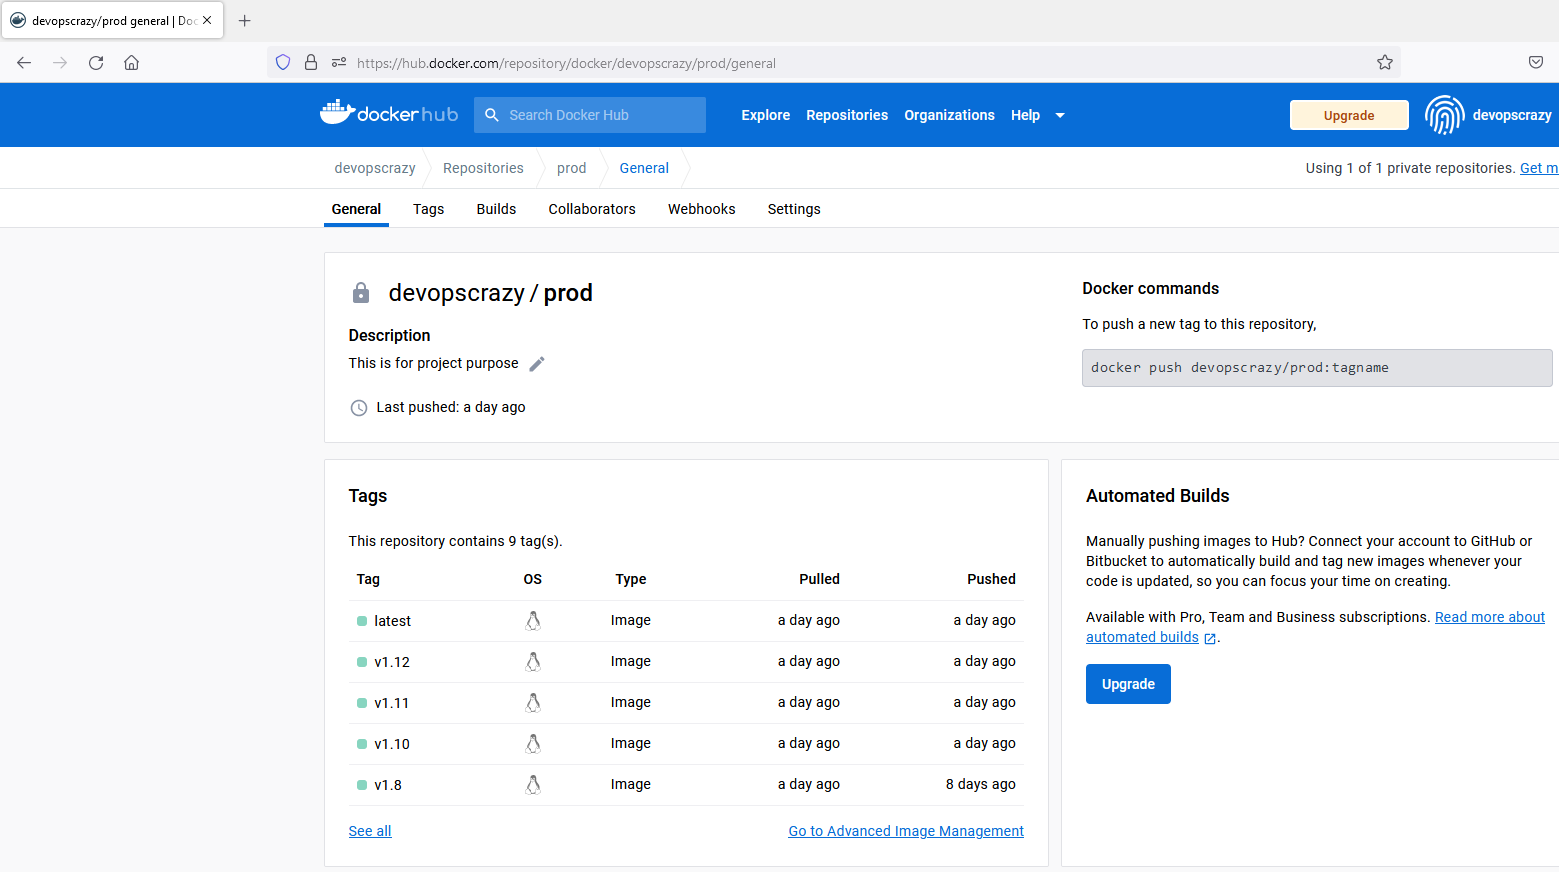 devopscrazy/prod general | Doc
https://hub.docker.com/repository/docker/devopscrazy/prod/general
docker hub
Search Docker Hub
Explore
Repositories
Organizations
Help
Upgrade
devopscrazy
devopscrazy
Repositories
prod
General
Using 1 of 1 private repositories. Get m
General
Tags
Builds
Collaborators
Webhooks
Settings
devopscrazy / prod
Description
This is for project purpose
Last pushed: a day ago
Docker commands
To push a new tag to this repository,
docker push devopscrazy/prod:tagname
Tags
This repository contains 9 tag(s).
Tag OS Type Pulled Pushed
latest Image a day ago a day ago
v1.12 Image a day ago a day ago
v1.11 Image a day ago a day ago
v1.10 Image a day ago a day ago
v1.8 Image a day ago 8 days ago
See all
Go to Advanced Image Management
Automated Builds
Manually pushing images to Hub? Connect your account to GitHub or
Bitbucket to automatically build and tag new images whenever your
code is updated, so you can focus your time on creating.
Available with Pro, Team and Business subscriptions. Read more about
automated builds .
Upgrade